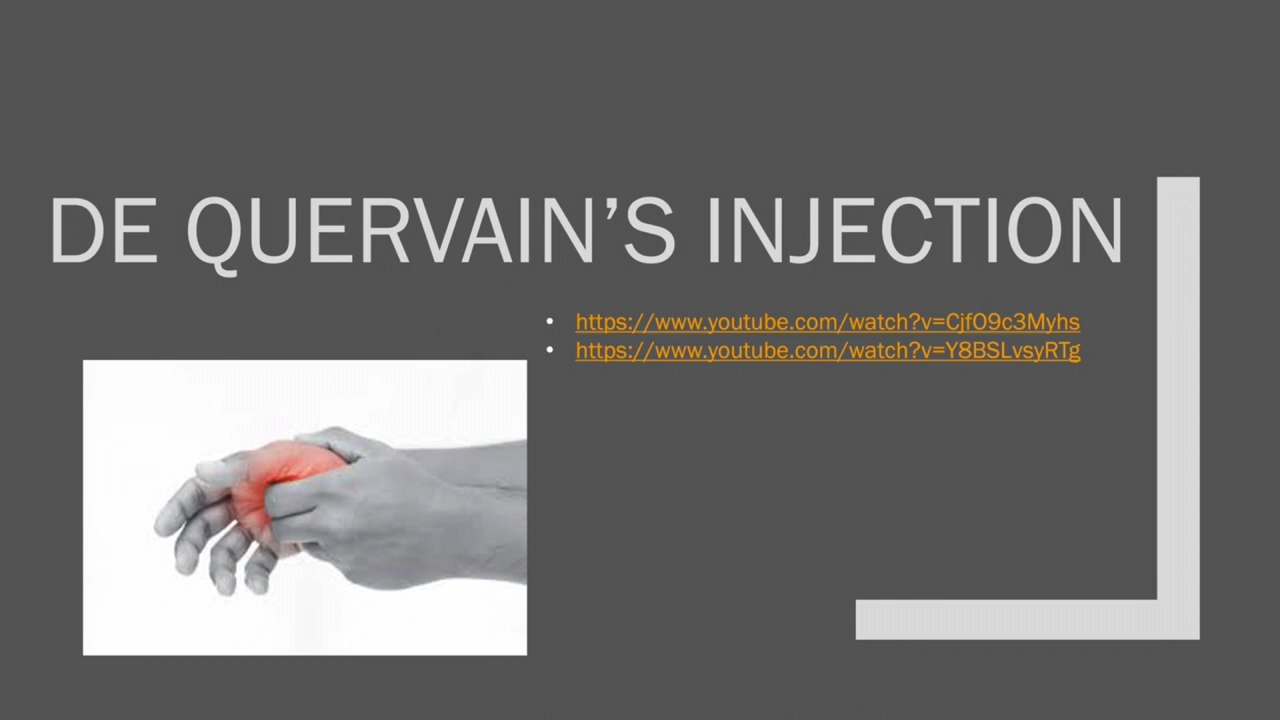 DE QUERVAIN’S INJECTION
• https://www.youtube.com/watch?v=CjfO9c3Myhs
• https://www.youtube.com/watch?v=Y8BSLvsyRTg